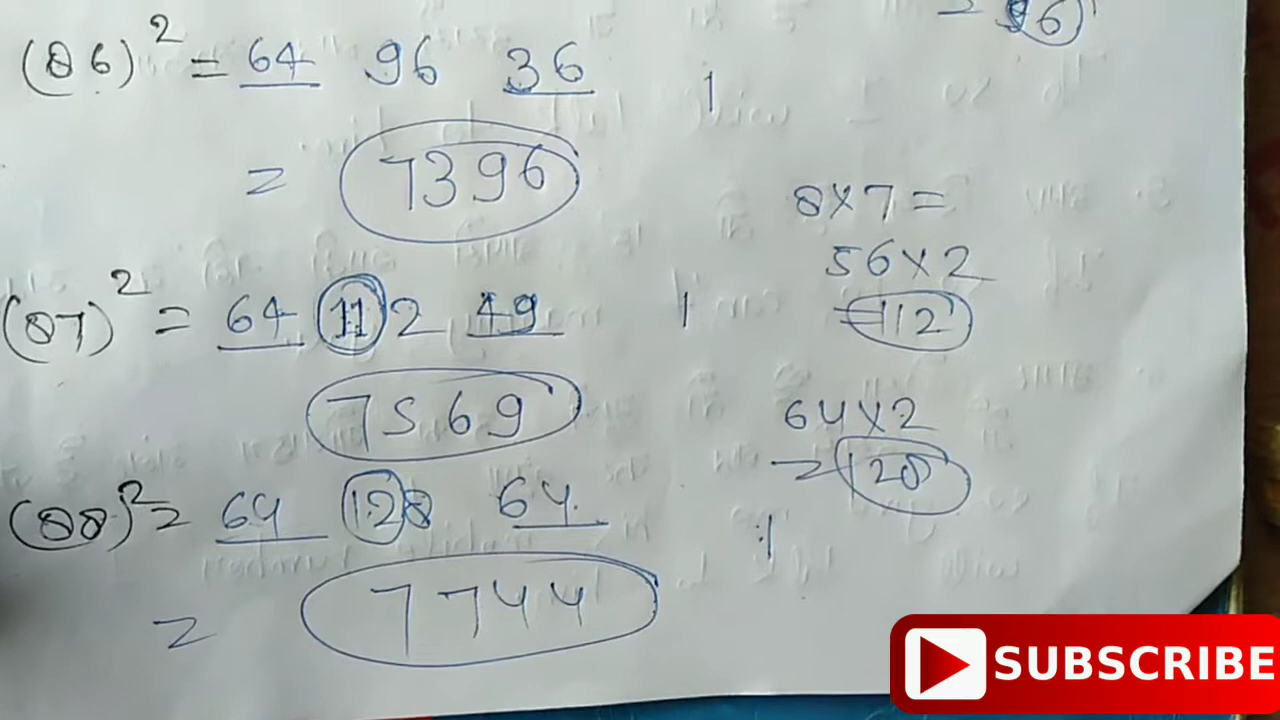 (86)² = 64 96 36
= 7396
(87)² = 64 112 49
7569
(88)² = 64 128 64
= 7744
8×7 =
56×2
= 112
64×2
= 128
SUBSCRIBE